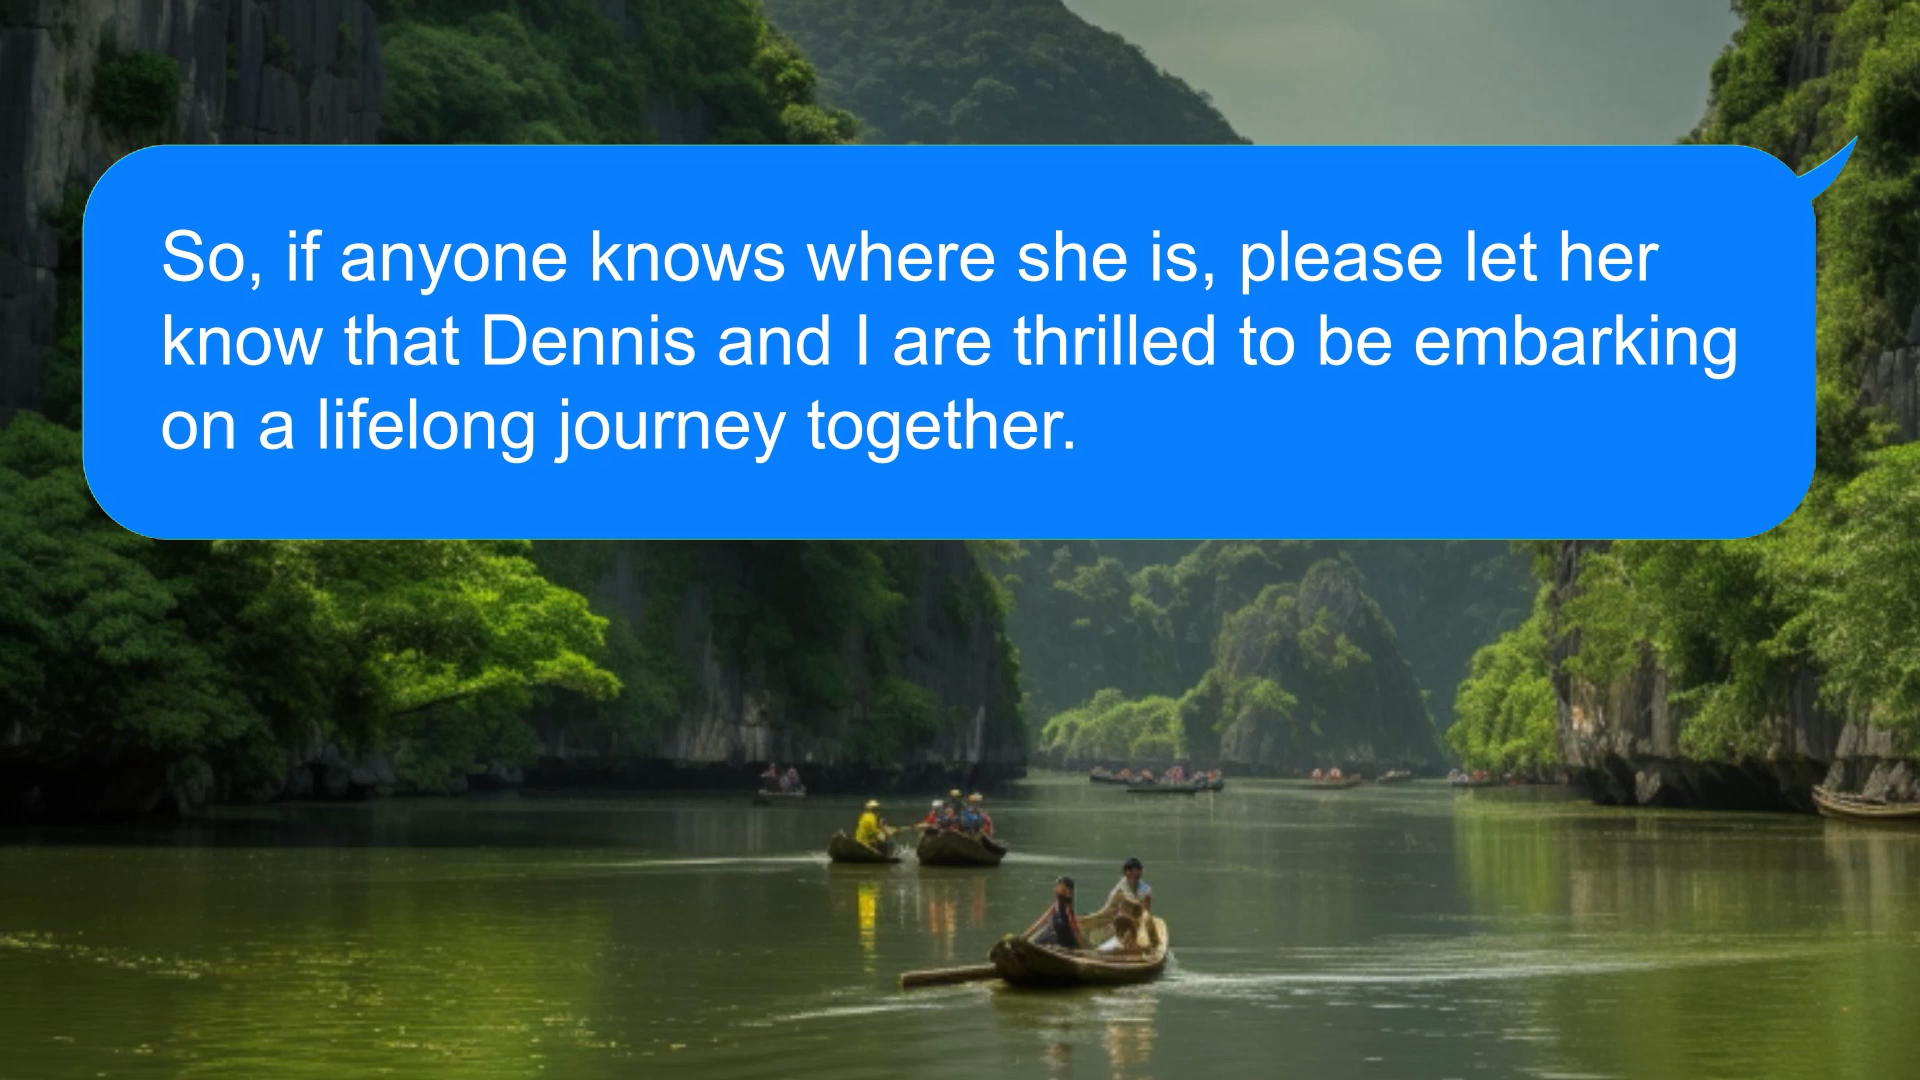 So, if anyone knows where she is, please let her
know that Dennis and I are thrilled to be embarking
on a lifelong journey together.